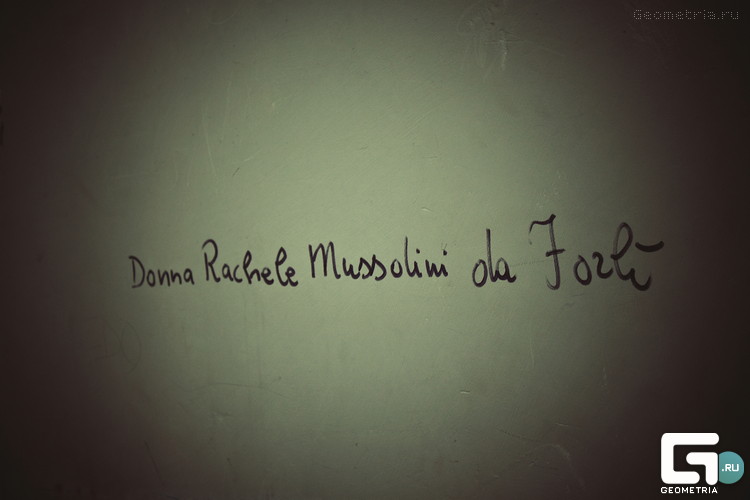 Geometria.ru
Donna Rachele Mussolini da Forlì
.RU
GEOMETRIA